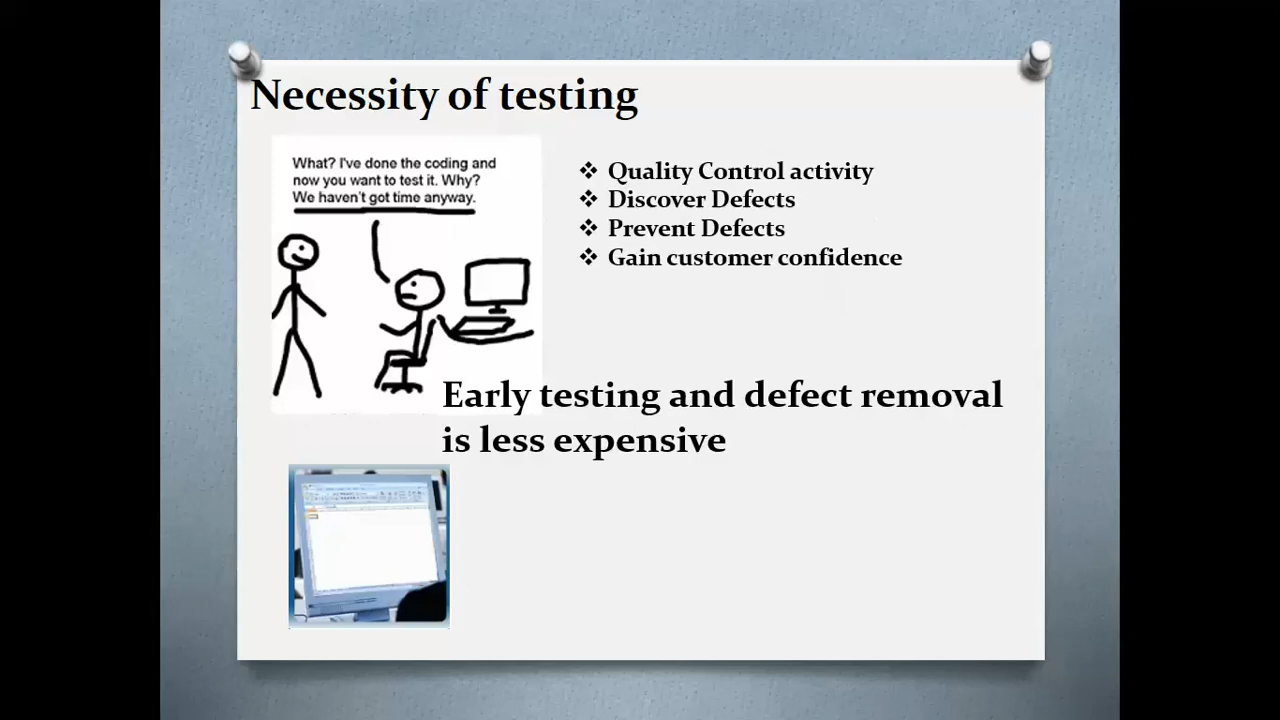 Necessity of testing
What? I've done the coding and
now you want to test it. Why?
We haven't got time anyway.
❖ Quality Control activity
❖ Discover Defects
❖ Prevent Defects
❖ Gain customer confidence
Early testing and defect removal
is less expensive